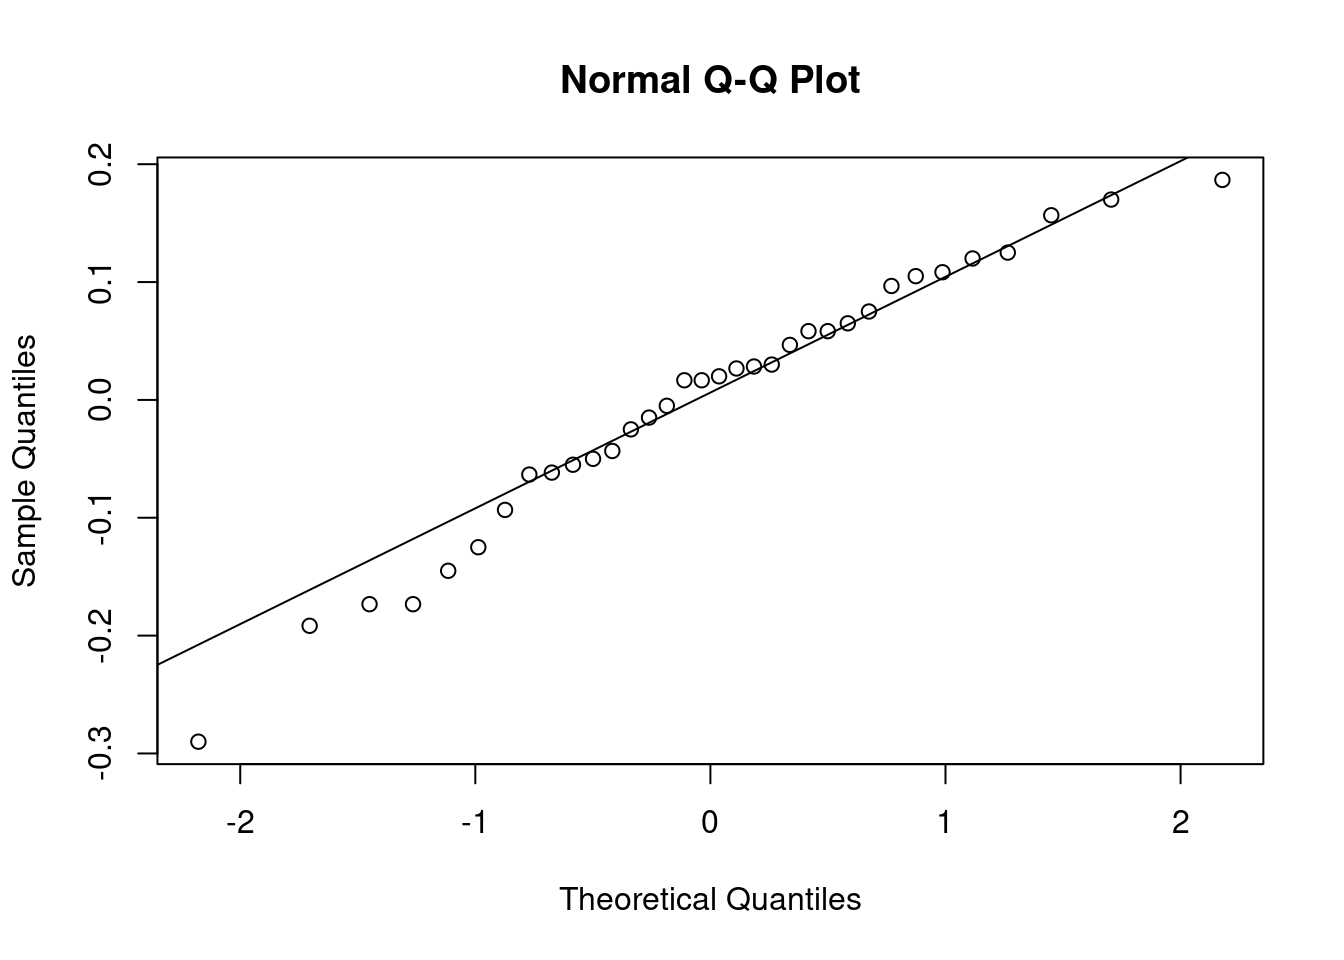 Normal Q-Q Plot
Sample Quantiles
0.2
0.1
0.0
-0.1
-0.2
-0.3
-2 -1 0 1 2
Theoretical Quantiles